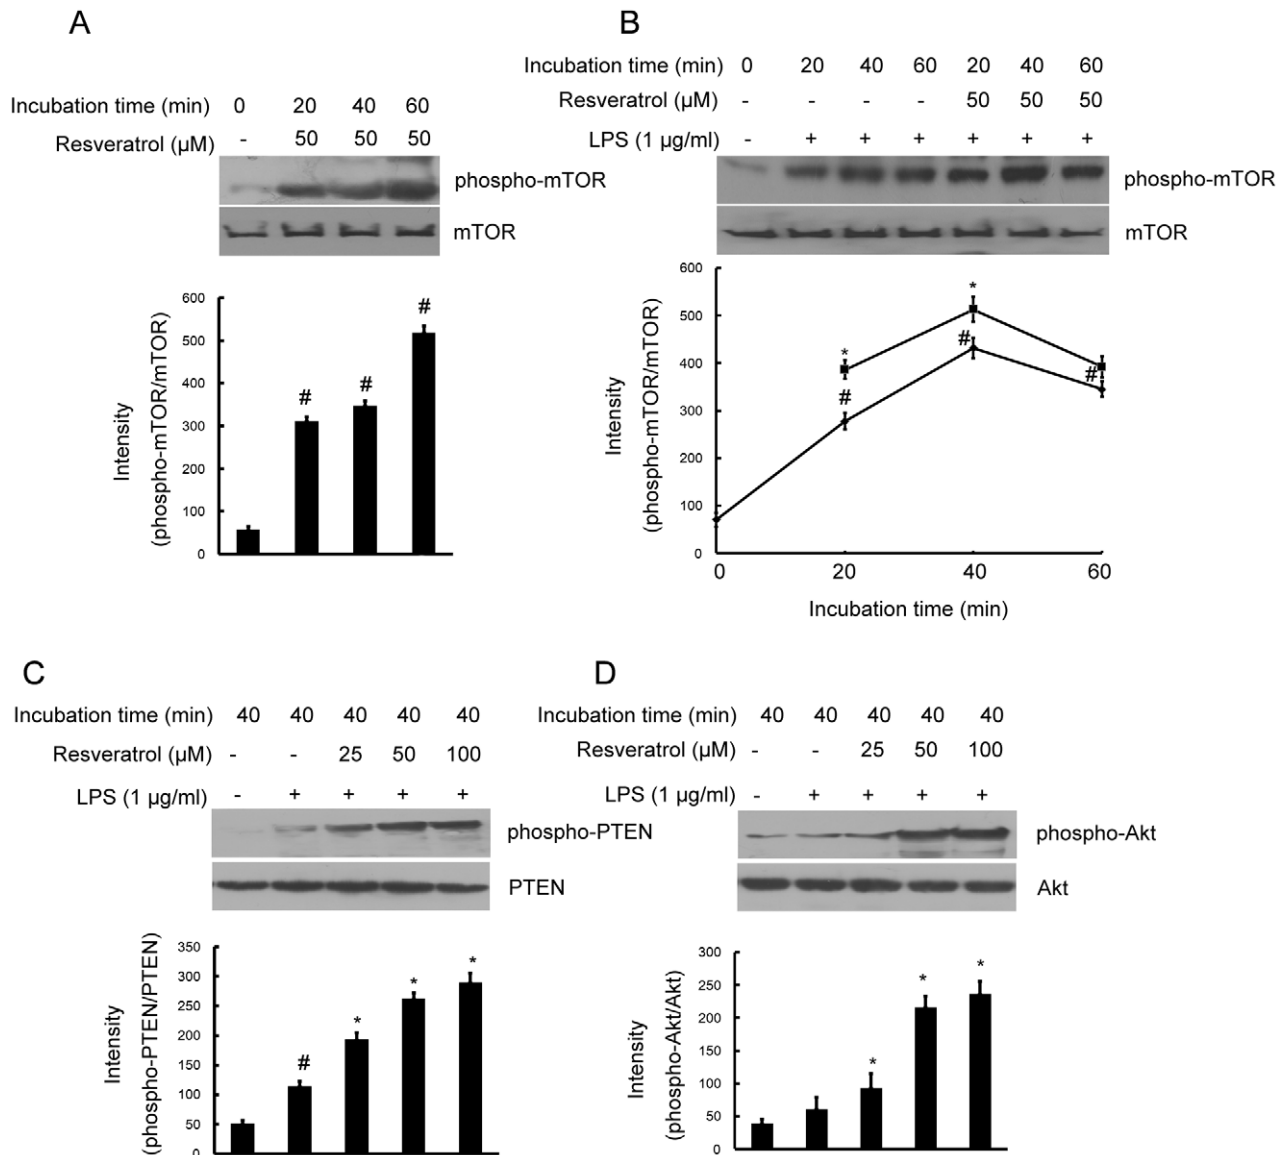 A
Incubation time (min) 0 20 40 60
Resveratrol (µM) - 50 50 50
phospho-mTOR
mTOR
Intensity
(phospho-mTOR/mTOR)
600
500
400
300
200
100
0
# # #
B
Incubation time (min) 0 20 40 60 20 40 60
Resveratrol (µM) - - - - 50 50 50
LPS (1 µg/ml) - + + + + + +
phospho-mTOR
mTOR
Intensity
(phospho-mTOR/mTOR)
600
500
400
300
200
100
0
* *
# # #
0 20 40 60
Incubation time (min)
C
Incubation time (min) 40 40 40 40 40
Resveratrol (µM) - - 25 50 100
LPS (1 µg/ml) - + + + +
phospho-PTEN
PTEN
Intensity
(phospho-PTEN/PTEN)
350
300
250
200
150
100
50
0
# * * *
D
Incubation time (min) 40 40 40 40 40
Resveratrol (µM) - - 25 50 100
LPS (1 µg/ml) - + + + +
phospho-Akt
Akt
Intensity
(phospho-Akt/Akt)
300
250
200
150
100
50
0
* * *